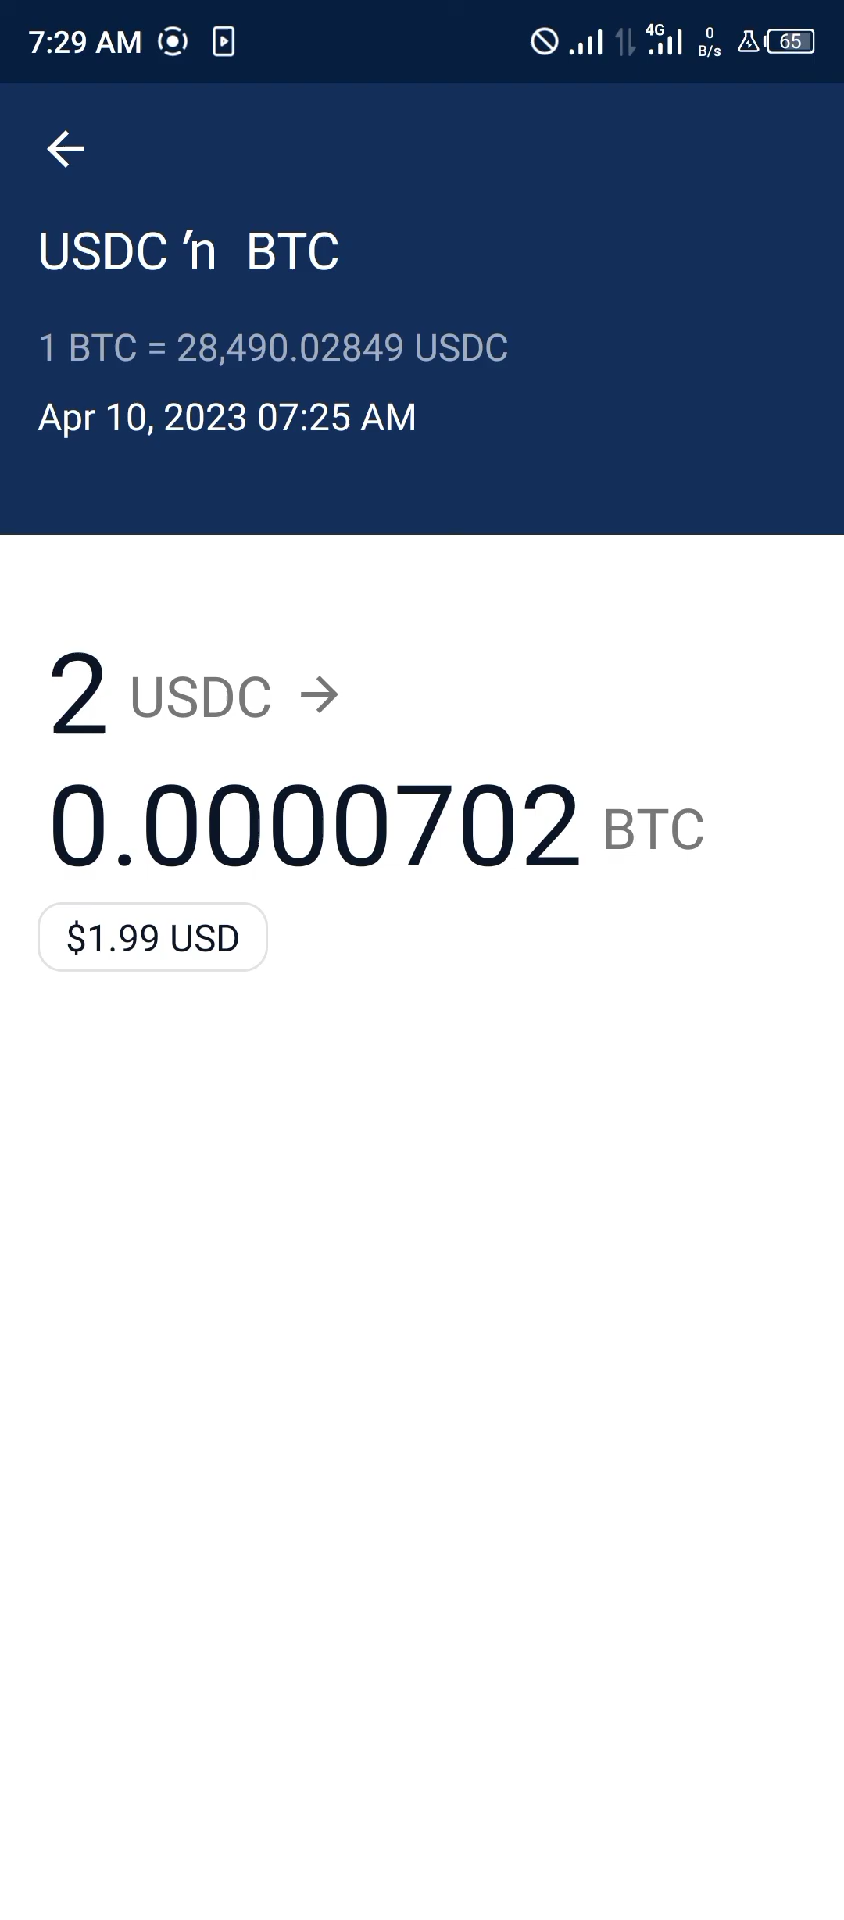 7:29 AM 4G 0 B/s 65
USDC ’n BTC
1 BTC = 28,490.02849 USDC
Apr 10, 2023 07:25 AM
2 USDC →
0.0000702 BTC
$1.99 USD